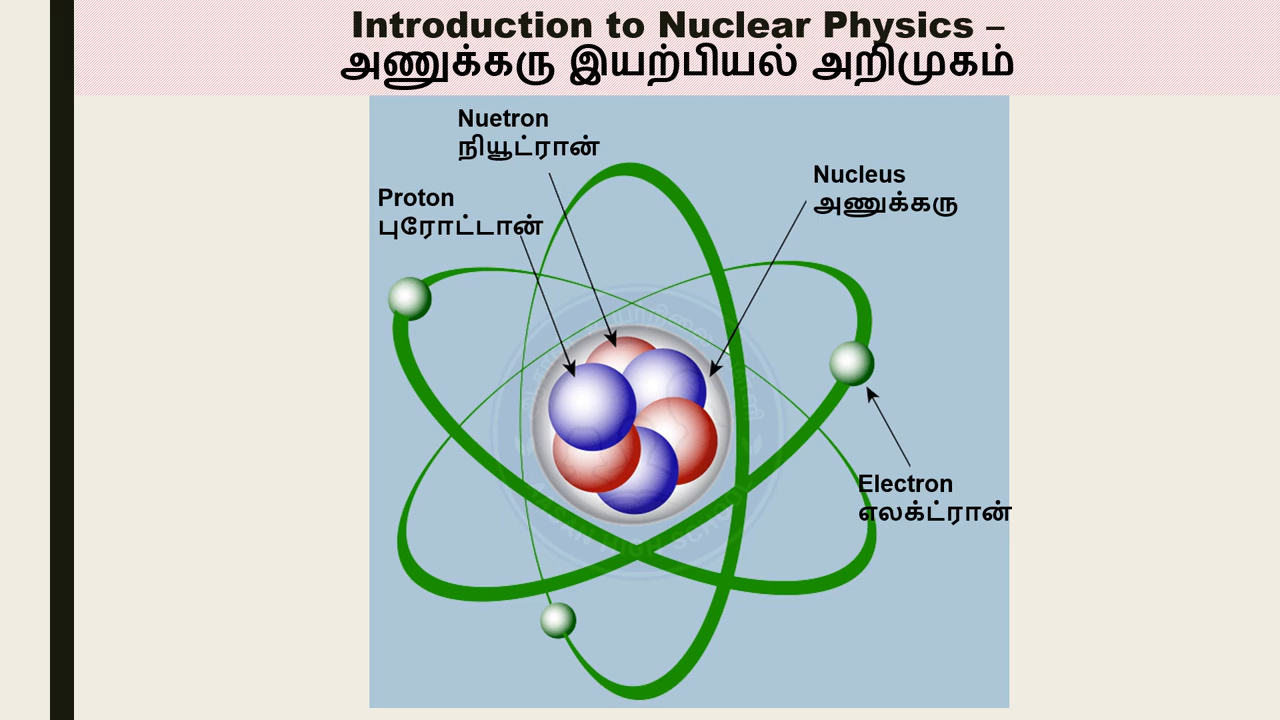 Introduction to Nuclear Physics –
அணுக்கரு இயற்பியல் அறிமுகம்
Nuetron
நியூட்ரான்
Proton
புரோட்டான்
Nucleus
அணுக்கரு
Electron
எலக்ட்ரான்